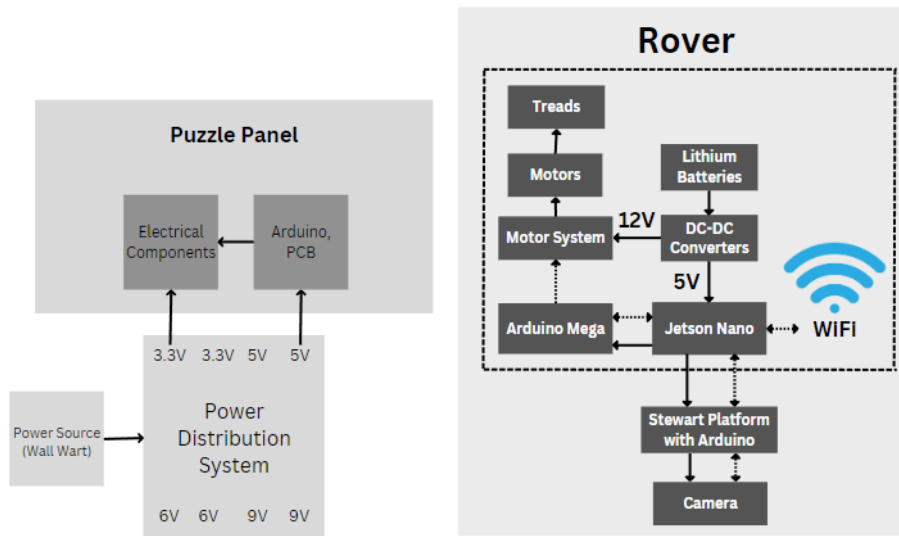 Puzzle Panel
Electrical
Components
Arduino,
PCB
3.3V 3.3V 5V 5V
Power
Distribution
System
6V 6V 9V 9V
Power Source
(Wall Wart)
Rover
Treads
Motors
Motor System
Lithium
Batteries
12V
DC-DC
Converters
5V
Arduino Mega
Jetson Nano
WiFi
Stewart Platform
with Arduino
Camera